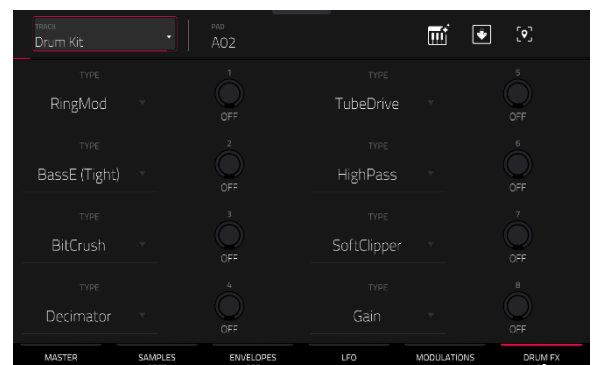 TRACK
Drum Kit
PAD
A02
TYPE
RingMod
1
OFF
TYPE
TubeDrive
5
OFF
TYPE
BassE (Tight)
2
OFF
TYPE
HighPass
6
OFF
TYPE
BitCrush
3
OFF
TYPE
SoftClipper
7
OFF
TYPE
Decimator
4
OFF
TYPE
Gain
8
OFF
MASTER SAMPLES ENVELOPES LFO MODULATIONS DRUM FX